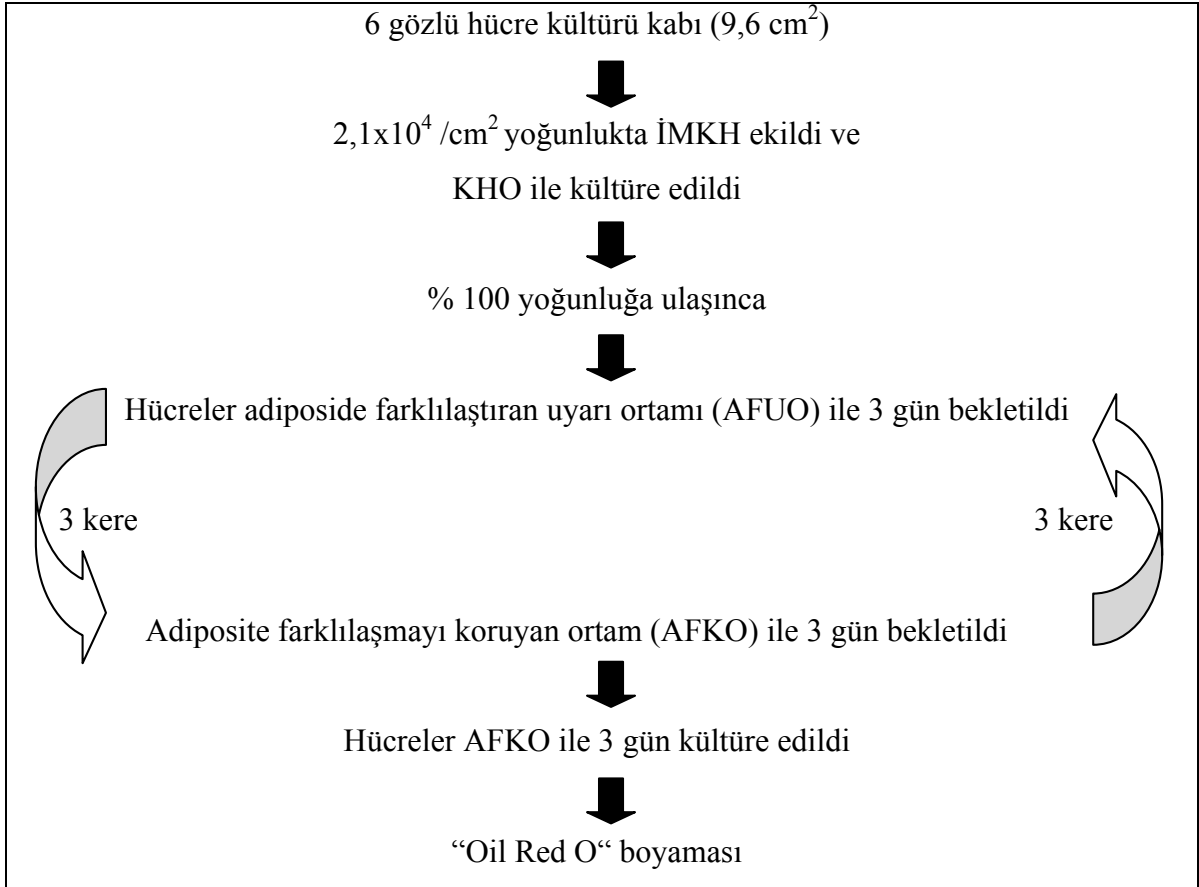 6 gözlü hücre kültürü kabı (9,6 cm²)
2,1x10⁴ /cm² yoğunlukta İMKH ekildi ve
KHO ile kültüre edildi
% 100 yoğunluğa ulaşınca
Hücreler adiposide farklılaştıran uyarı ortamı (AFUO) ile 3 gün bekletildi
3 kere
3 kere
Adiposite farklılaşmayı koruyan ortam (AFKO) ile 3 gün bekletildi
Hücreler AFKO ile 3 gün kültüre edildi
“Oil Red O“ boyaması